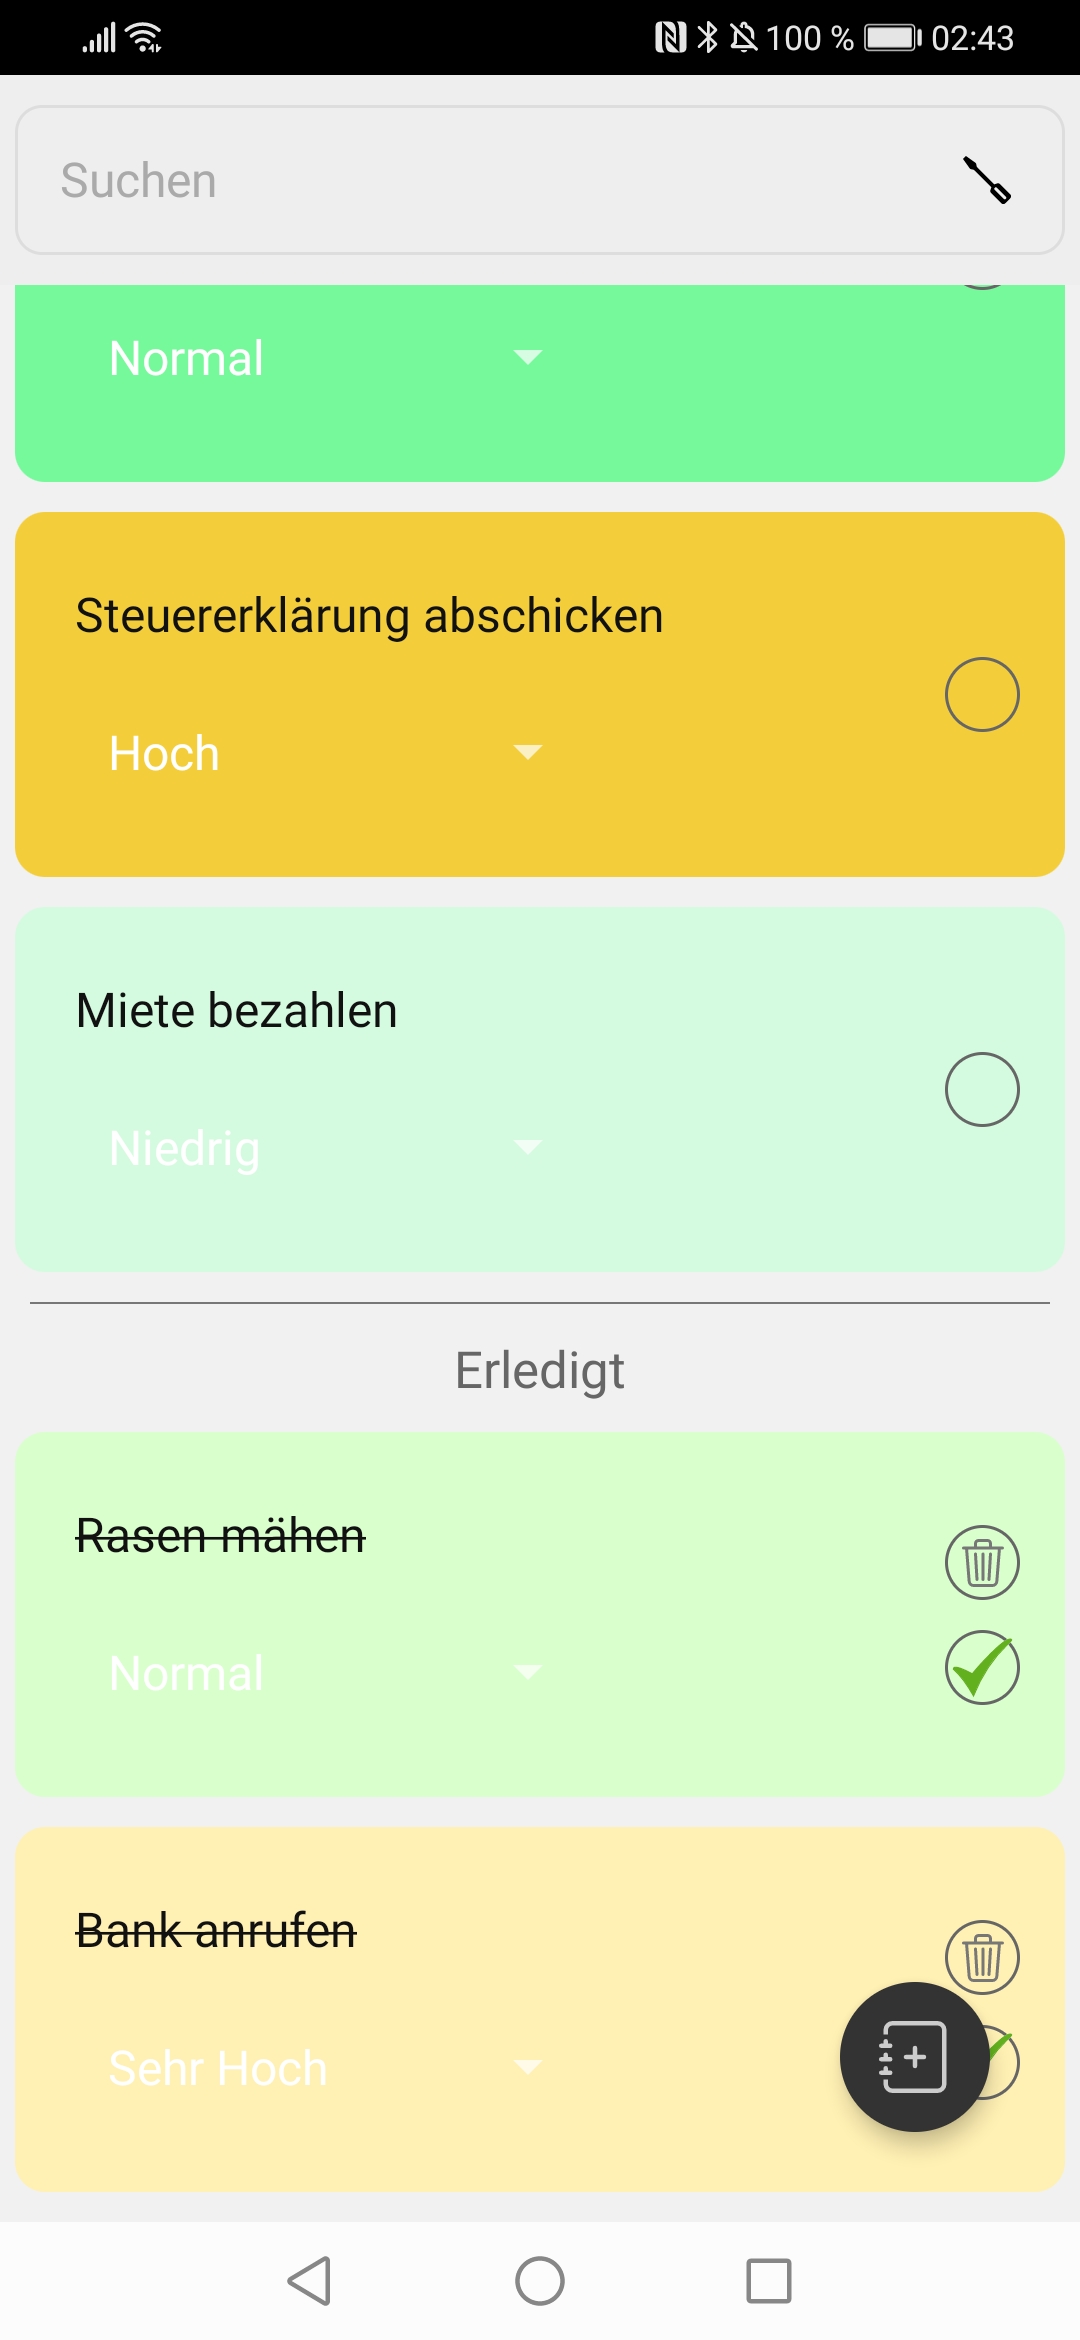 100 % 02:43
Suchen
Normal
Steuererklärung abschicken
Hoch
Miete bezahlen
Niedrig
Erledigt
Rasen mähen
Normal
Bank anrufen
Sehr Hoch